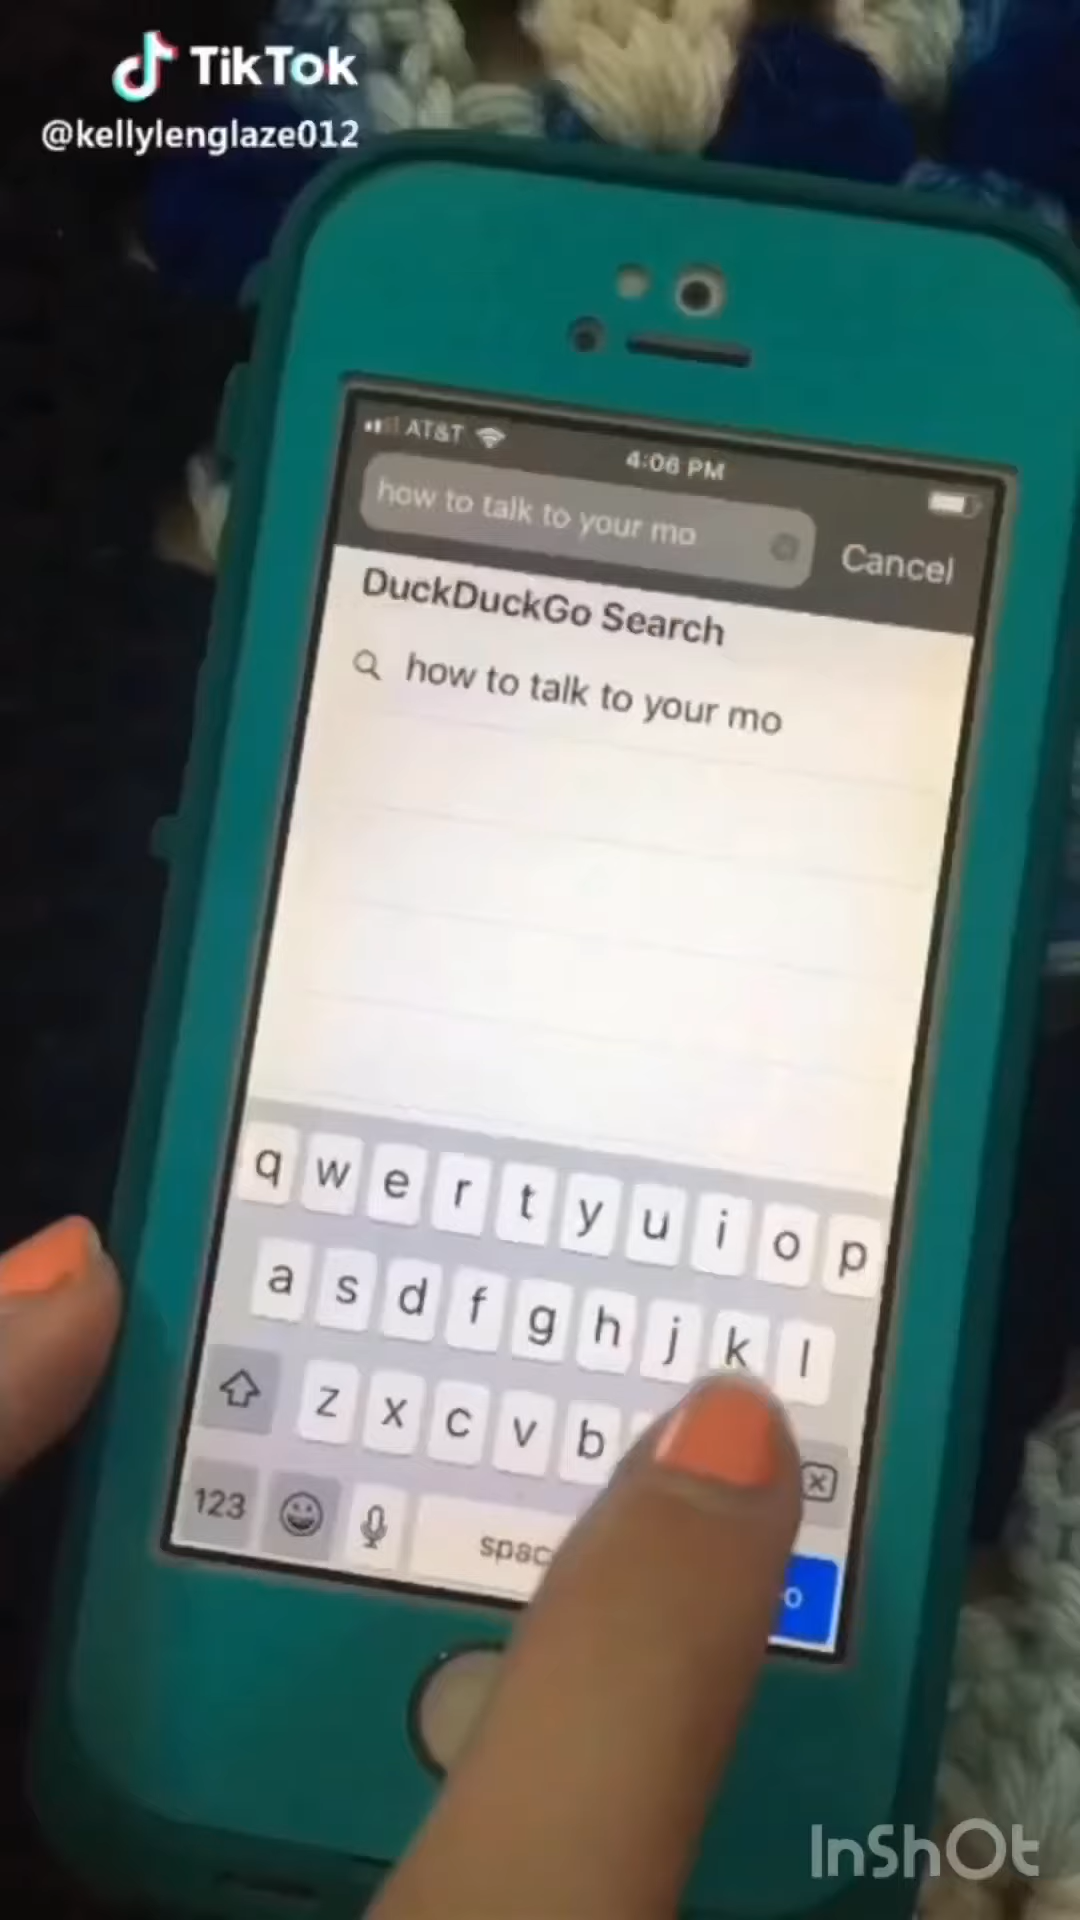 TikTok
@kellylenglaze012
AT&T
4:06 PM
how to talk to your mo
Cancel
DuckDuckGo Search
how to talk to your mo
q w e r t y u i o p
a s d f g h j k l
z x c v b
123
spac
o
InShOt